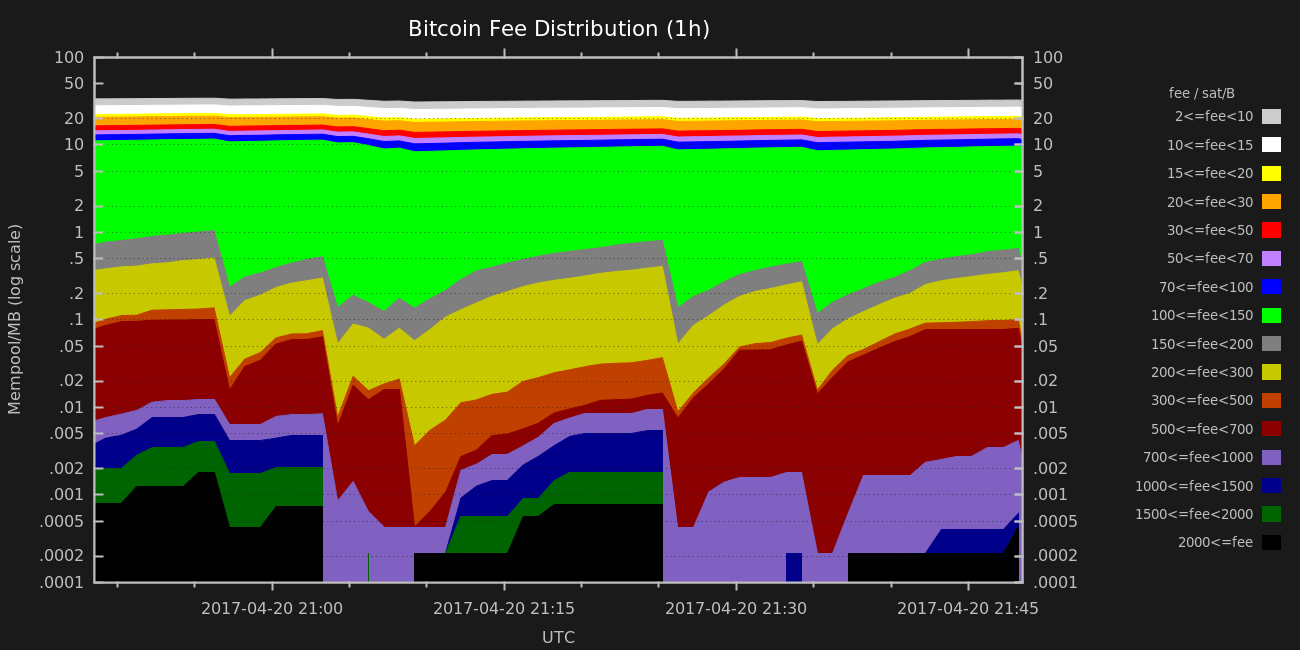 Bitcoin Fee Distribution (1h)
Mempool/MB (log scale)
100
50
20
10
5
2
1
.5
.2
.1
.05
.02
.01
.005
.002
.001
.0005
.0002
.0001
100
50
20
10
5
2
1
.5
.2
.1
.05
.02
.01
.005
.002
.001
.0005
.0002
.0001
fee / sat/B
2<=fee<10
10<=fee<15
15<=fee<20
20<=fee<30
30<=fee<50
50<=fee<70
70<=fee<100
100<=fee<150
150<=fee<200
200<=fee<300
300<=fee<500
500<=fee<700
700<=fee<1000
1000<=fee<1500
1500<=fee<2000
2000<=fee
2017-04-20 21:00
2017-04-20 21:15
2017-04-20 21:30
2017-04-20 21:45
UTC